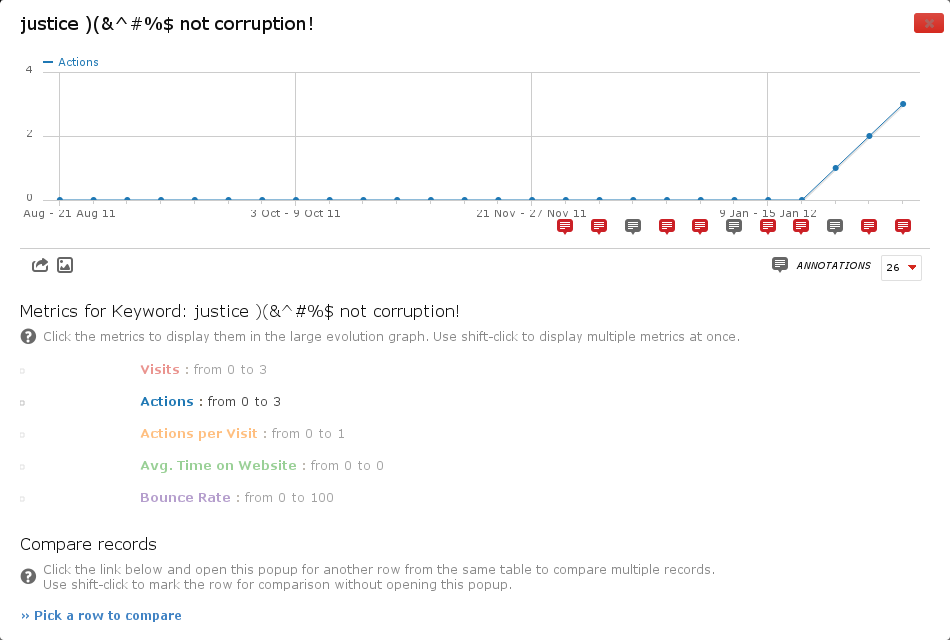 justice )(&^#%$ not corruption!
Actions
4
2
0
Aug - 21 Aug 11
3 Oct - 9 Oct 11
21 Nov - 27 Nov 11
9 Jan - 15 Jan 12
ANNOTATIONS
26
Metrics for Keyword: justice )(&^#%$ not corruption!
Click the metrics to display them in the large evolution graph. Use shift-click to display multiple metrics at once.
Visits : from 0 to 3
Actions : from 0 to 3
Actions per Visit : from 0 to 1
Avg. Time on Website : from 0 to 0
Bounce Rate : from 0 to 100
Compare records
Click the link below and open this popup for another row from the same table to compare multiple records.
Use shift-click to mark the row for comparison without opening this popup.
» Pick a row to compare